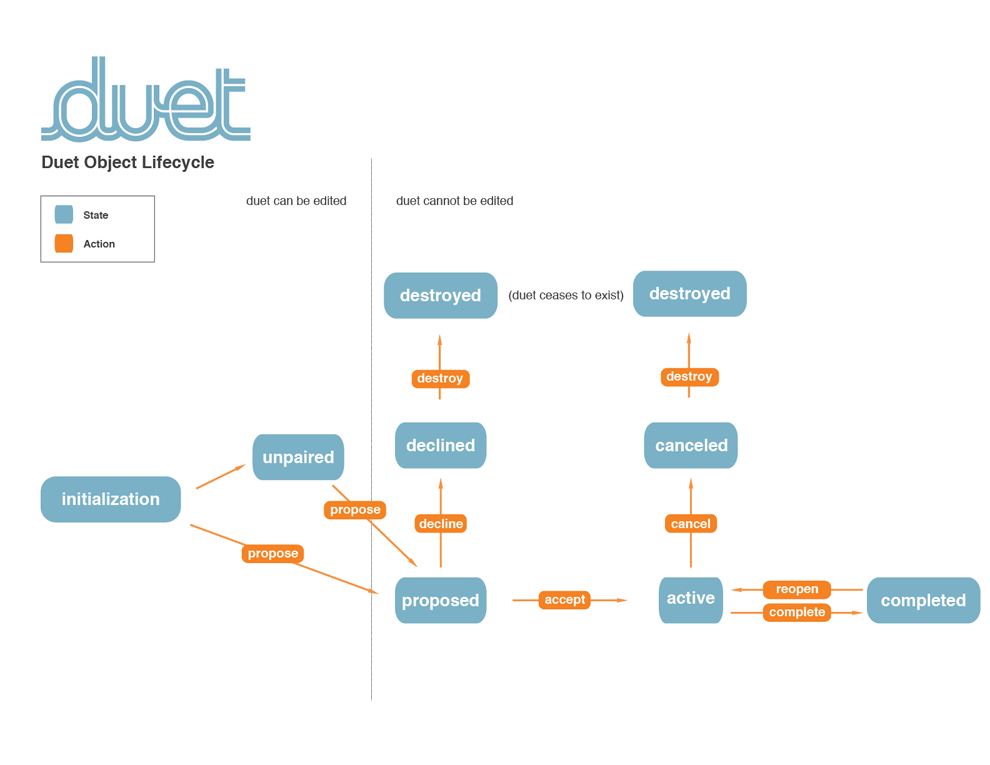 duet
Duet Object Lifecycle
State
Action
duet can be edited
duet cannot be edited
destroyed
(duet ceases to exist)
destroyed
destroy
destroy
declined
canceled
unpaired
initialization
propose
decline
cancel
propose
proposed
accept
active
reopen
complete
completed